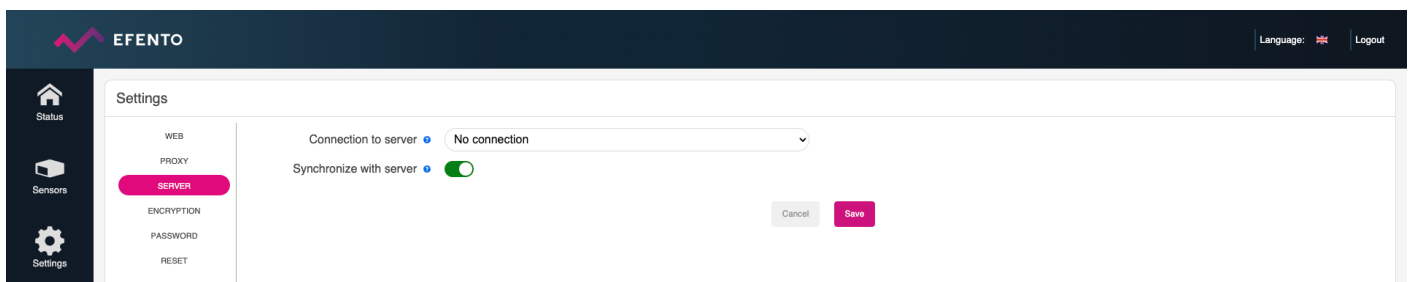 EFENTO
Language:
Logout
Status
Sensors
Settings
Settings
WEB
PROXY
SERVER
ENCRYPTION
PASSWORD
RESET
Connection to server ? No connection
Synchronize with server ?
Cancel Save